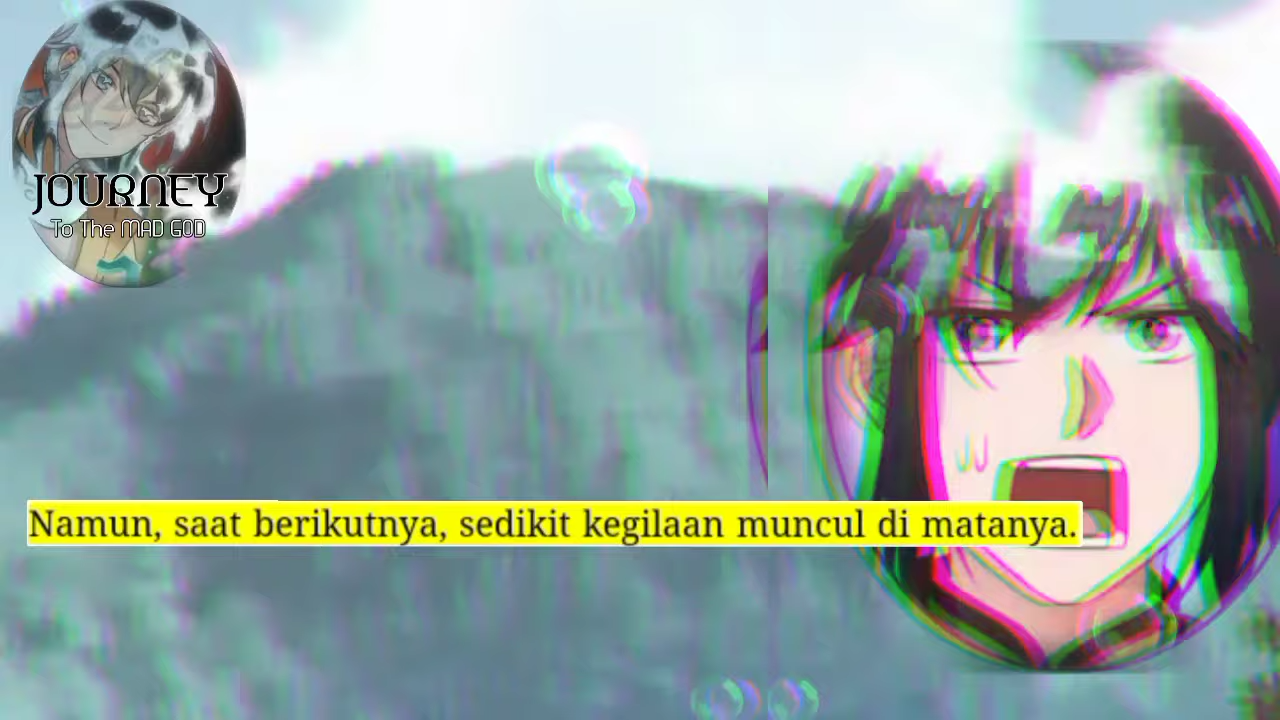 JOURNEY
To The MAD GOD
Namun, saat berikutnya, sedikit kegilaan muncul di matanya.